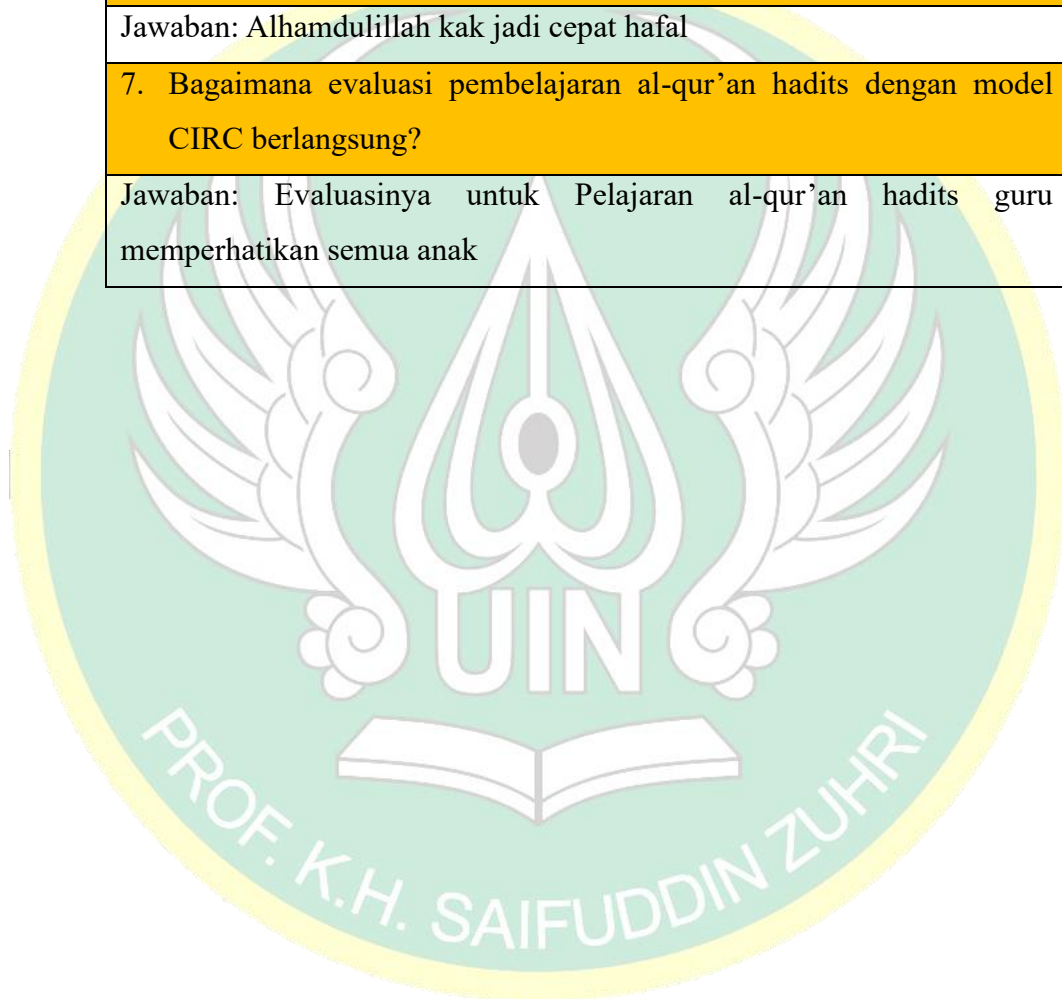 Jawaban: Alhamdulillah kak jadi cepat hafal
7. Bagaimana evaluasi pembelajaran al-qur’an hadits dengan model
CIRC berlangsung?
Jawaban: Evaluasinya untuk Pelajaran al-qur’an hadits guru
memperhatikan semua anak
UIN
PROF. K.H. SAIFUDDIN ZUHRI